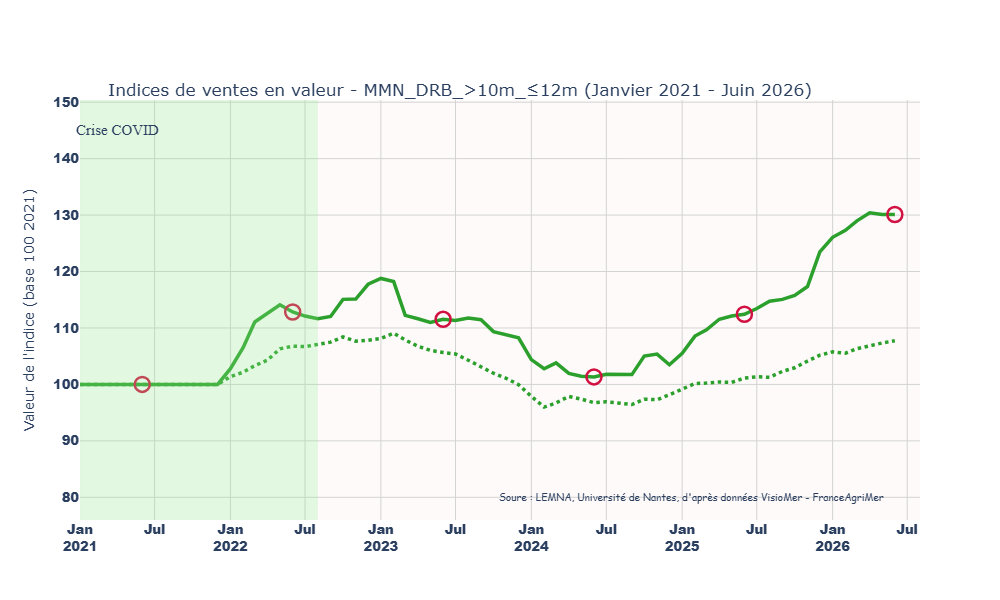 Indices de ventes en valeur - MMN_DRB_>10m_≤12m (Janvier 2021 - Juin 2026)
Crise COVID
Valeur de l'indice (base 100 2021)
150
140
130
120
110
100
90
80
Soure : LEMNA, Université de Nantes, d'après données VisioMer - FranceAgriMer
Jan Jul Jan Jul Jan Jul Jan Jul Jan Jul Jan Jul
2021 2022 2023 2024 2025 2026